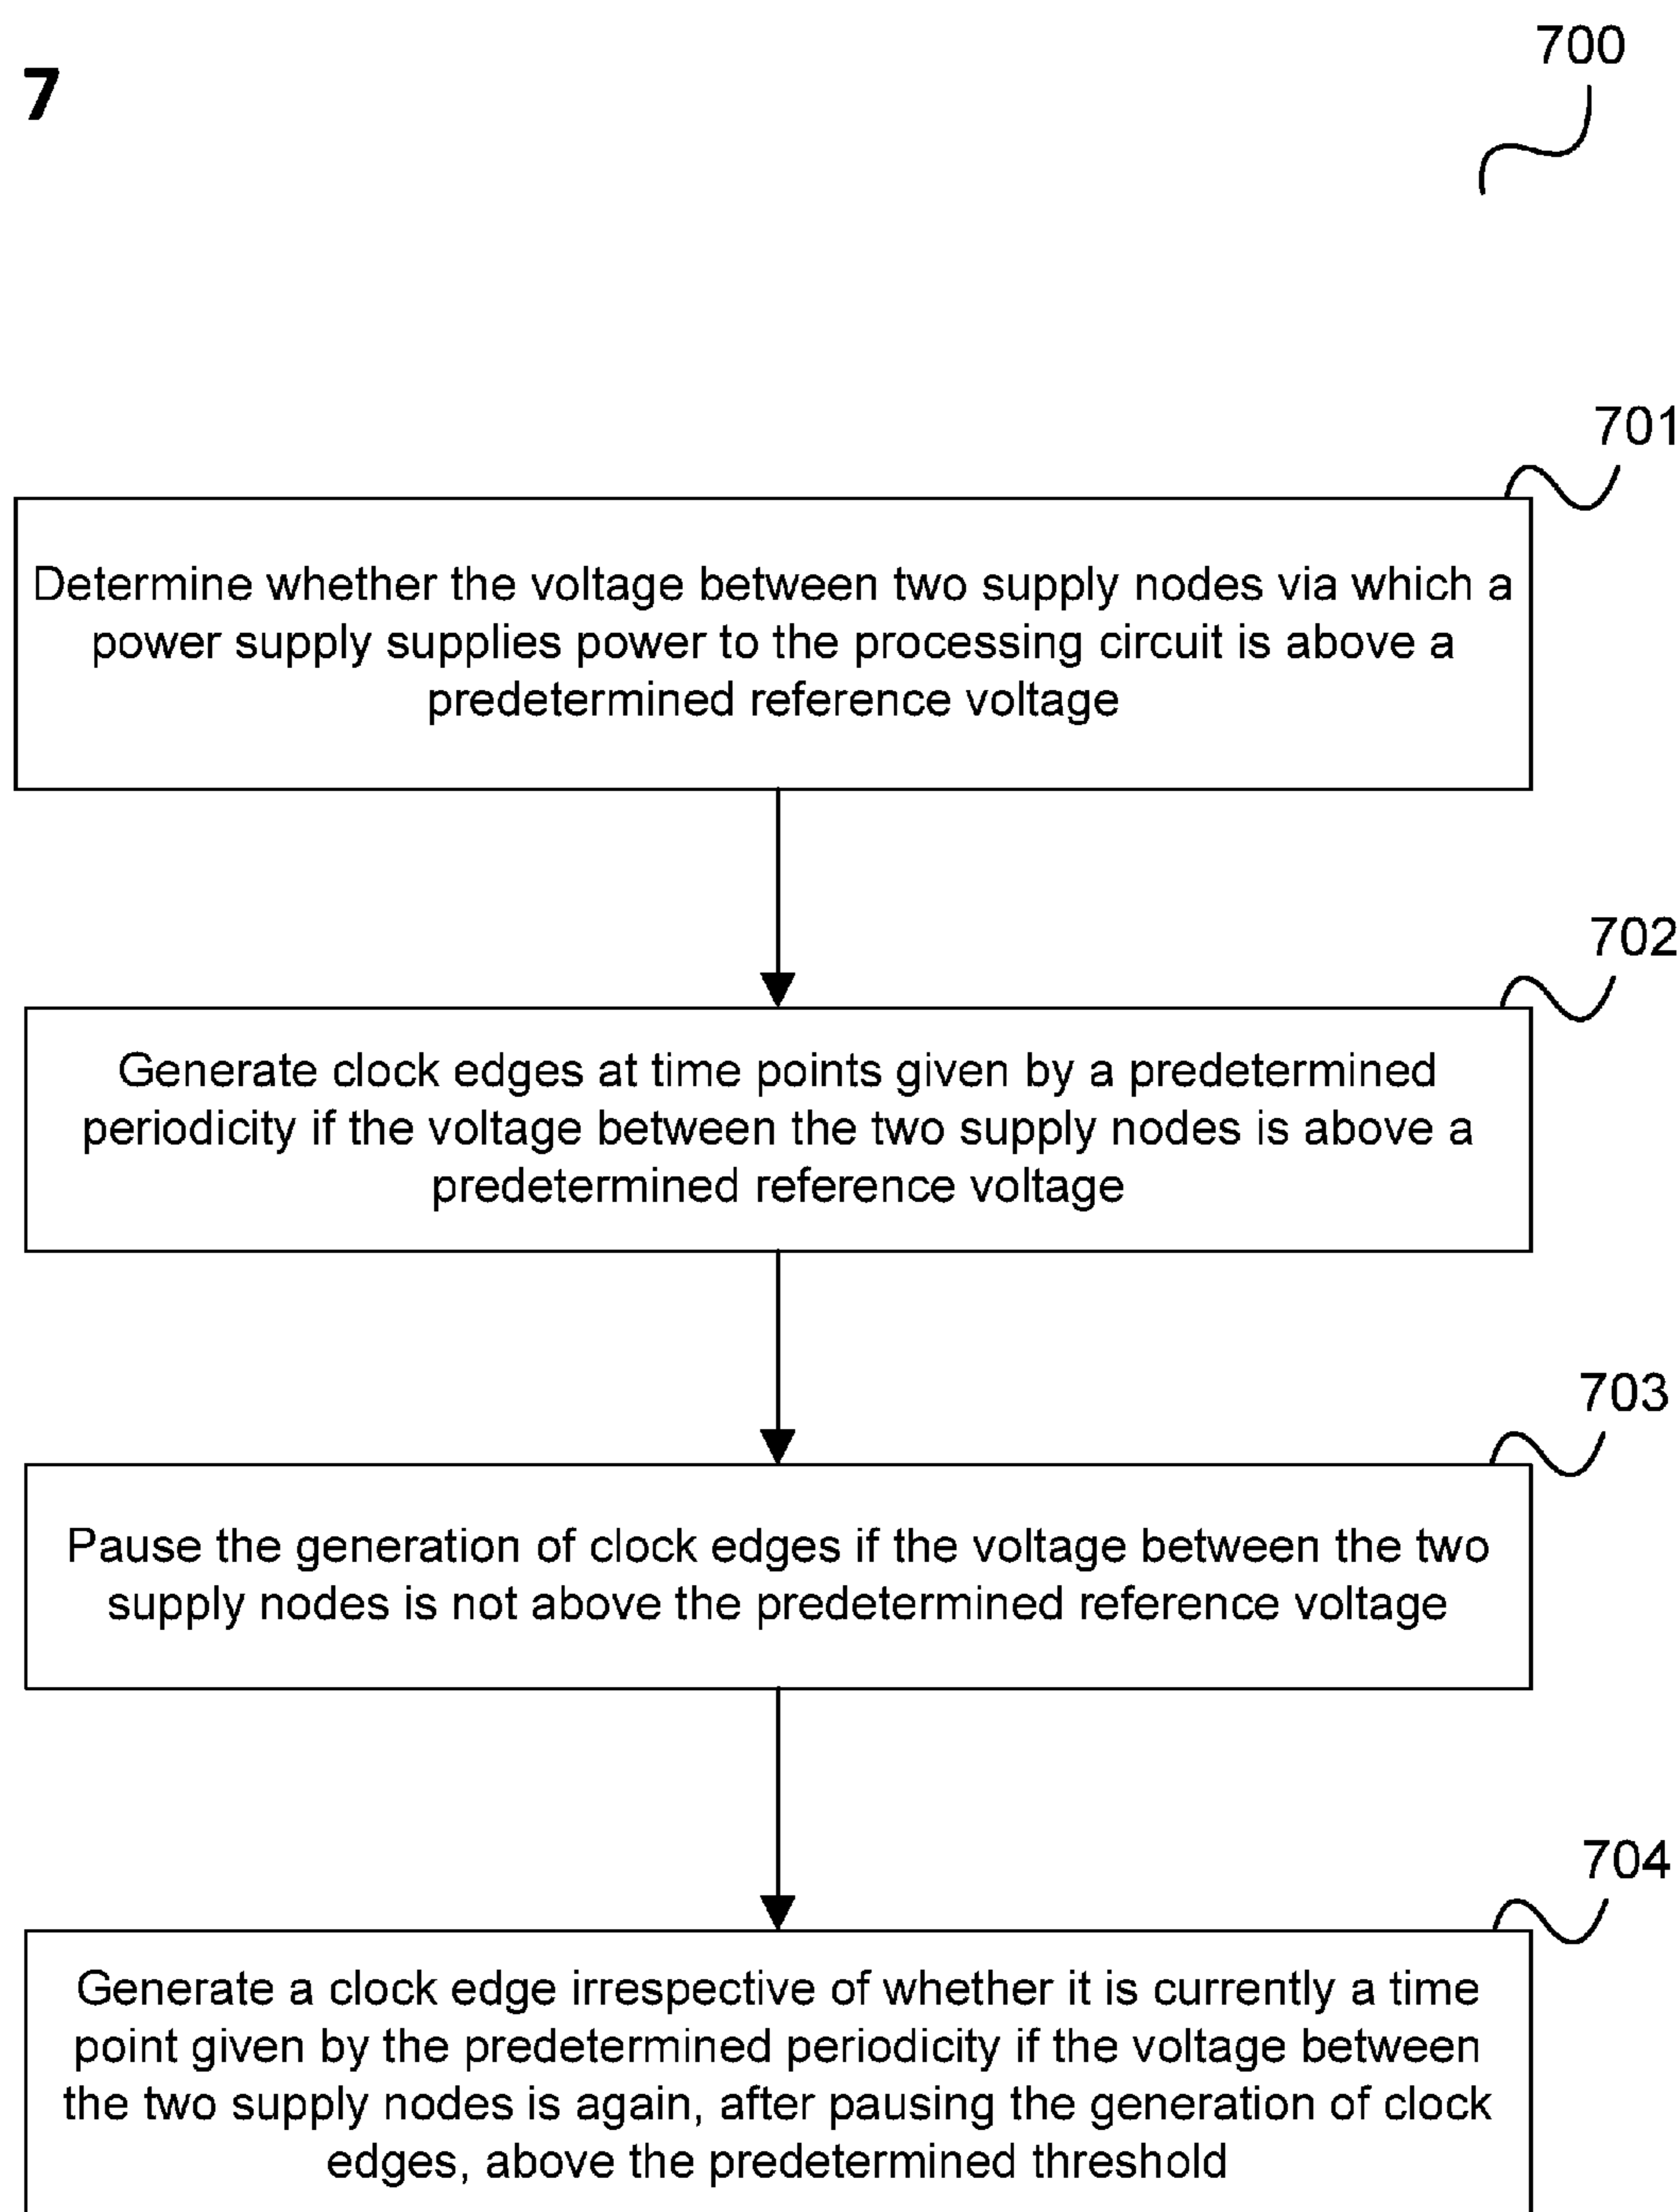 7
700
701
Determine whether the voltage between two supply nodes via which a
power supply supplies power to the processing circuit is above a
predetermined reference voltage
702
Generate clock edges at time points given by a predetermined
periodicity if the voltage between the two supply nodes is above a
predetermined reference voltage
703
Pause the generation of clock edges if the voltage between the two
supply nodes is not above the predetermined reference voltage
704
Generate a clock edge irrespective of whether it is currently a time
point given by the predetermined periodicity if the voltage between
the two supply nodes is again, after pausing the generation of clock
edges, above the predetermined threshold